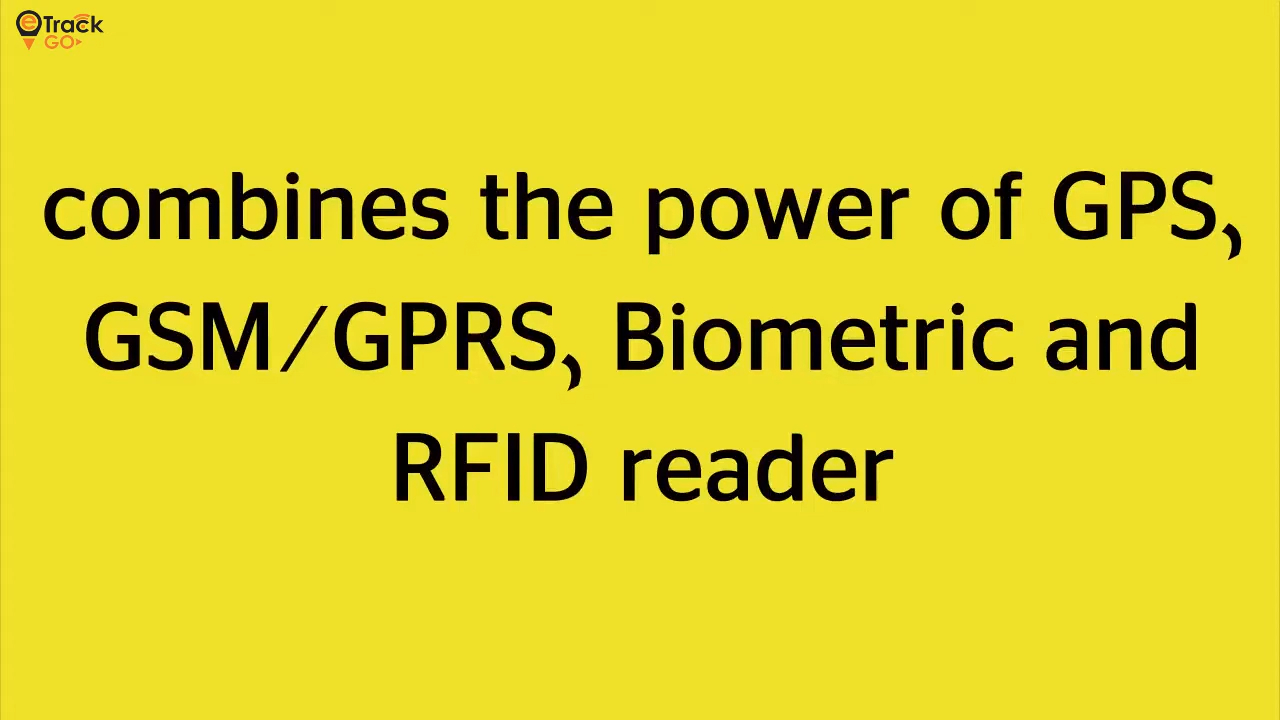 eTrack
GO
combines the power of GPS,
GSM/GPRS, Biometric and
RFID reader